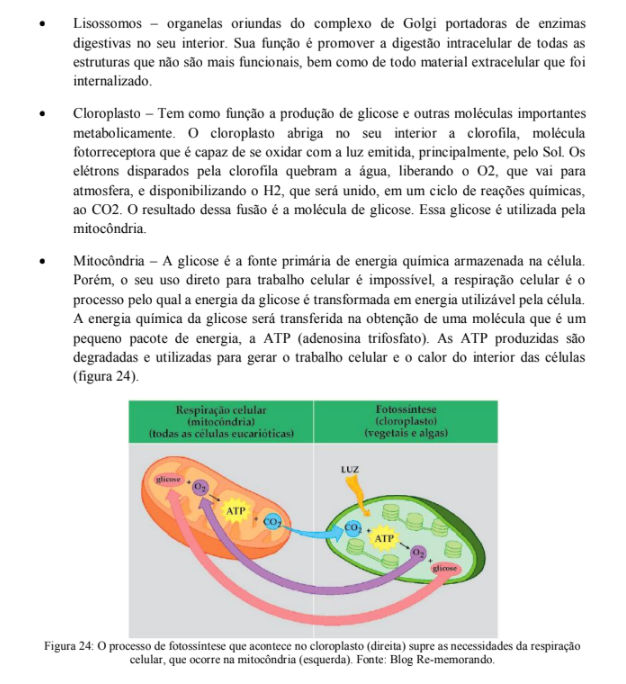 • Lisossomos – organelas oriundas do complexo de Golgi portadoras de enzimas
digestivas no seu interior. Sua função é promover a digestão intracelular de todas as
estruturas que não são mais funcionais, bem como de todo material extracelular que foi
internalizado.
• Cloroplasto – Tem como função a produção de glicose e outras moléculas importantes
metabolicamente. O cloroplasto abriga no seu interior a clorofila, molécula
fotorreceptora que é capaz de se oxidar com a luz emitida, principalmente, pelo Sol. Os
elétrons disparados pela clorofila quebram a água, liberando o O2, que vai para
atmosfera, e disponibilizando o H2, que será unido, em um ciclo de reações químicas,
ao CO2. O resultado dessa fusão é a molécula de glicose. Essa glicose é utilizada pela
mitocôndria.
• Mitocôndria – A glicose é a fonte primária de energia química armazenada na célula.
Porém, o seu uso direto para trabalho celular é impossível, a respiração celular é o
processo pelo qual a energia da glicose é transformada em energia utilizável pela célula.
A energia química da glicose será transferida na obtenção de uma molécula que é um
pequeno pacote de energia, a ATP (adenosina trifosfato). As ATP produzidas são
degradadas e utilizadas para gerar o trabalho celular e o calor do interior das células
(figura 24).
Respiração celular
(mitocôndria)
(todas as células eucarióticas)
Fotossíntese
(cloroplasto)
(vegetais e algas)
glicose + O₂
ATP
+ CO₂
LUZ
CO₂ +
ATP
O₂
+
glicose
Figura 24: O processo de fotossíntese que acontece no cloroplasto (direita) supre as necessidades da respiração
celular, que ocorre na mitocôndria (esquerda). Fonte: Blog Re-memorando.